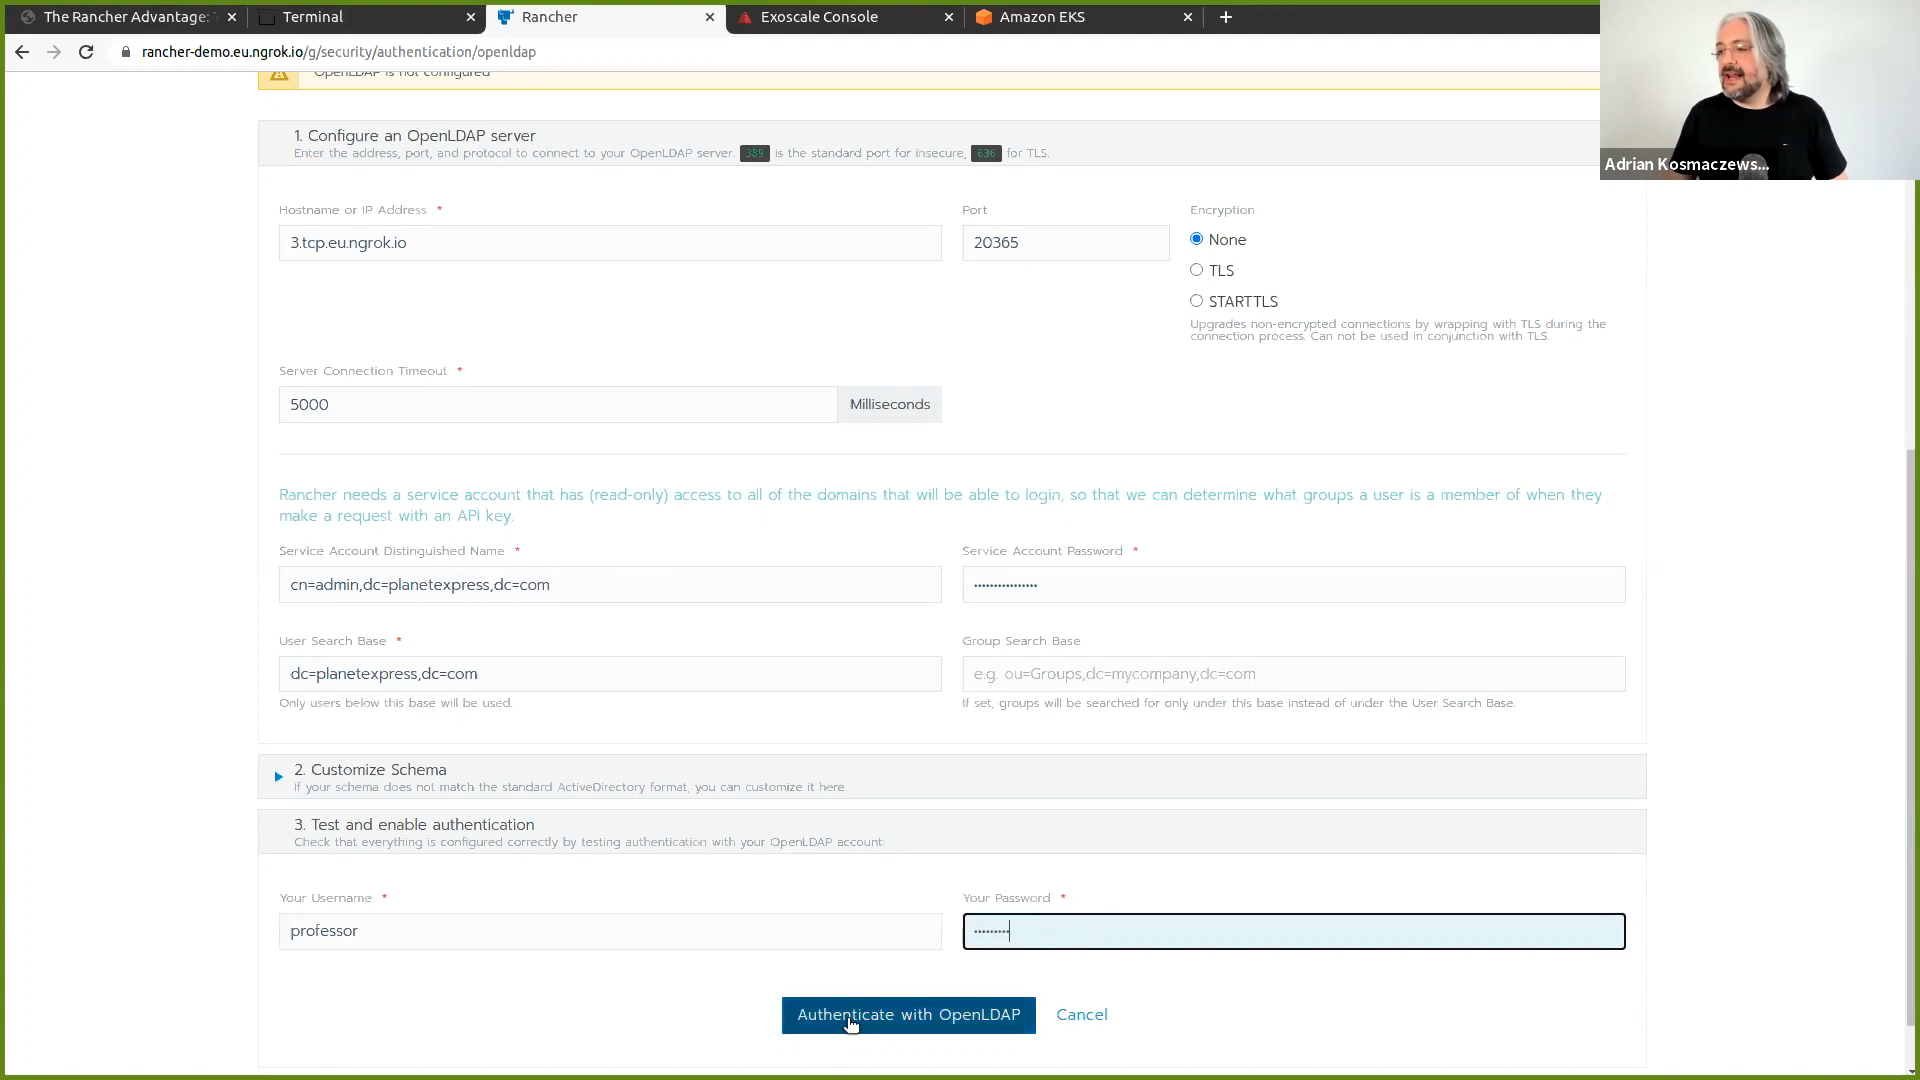 The Rancher Advantage:
Terminal
Rancher
Exoscale Console
Amazon EKS
rancher-demo.eu.ngrok.io/g/security/authentication/openldap
OpenLDAP is not configured
Adrian Kosmaczews...
1. Configure an OpenLDAP server
Enter the address, port, and protocol to connect to your OpenLDAP server. 389 is the standard port for insecure, 636 for TLS.
Hostname or IP Address *
Port
Encryption
3.tcp.eu.ngrok.io
20365
None
TLS
STARTTLS
Upgrades non-encrypted connections by wrapping with TLS during the
connection process. Can not be used in conjunction with TLS.
Server Connection Timeout *
5000
Milliseconds
Rancher needs a service account that has (read-only) access to all of the domains that will be able to login, so that we can determine what groups a user is a member of when they
make a request with an API key.
Service Account Distinguished Name *
Service Account Password *
cn=admin,dc=planetexpress,dc=com
User Search Base *
Group Search Base
dc=planetexpress,dc=com
e.g. ou=Groups,dc=mycompany,dc=com
Only users below this base will be used.
If set, groups will be searched for only under this base instead of under the User Search Base.
2. Customize Schema
If your schema does not match the standard ActiveDirectory format, you can customize it here.
3. Test and enable authentication
Check that everything is configured correctly by testing authentication with your OpenLDAP account:
Your Username *
Your Password *
professor
Authenticate with OpenLDAP
Cancel